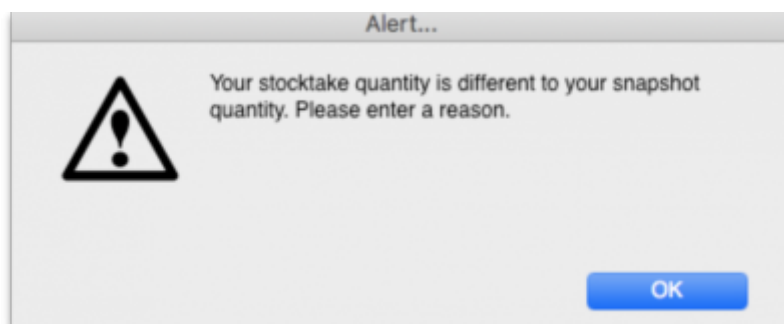 Alert...
Your stocktake quantity is different to your snapshot
quantity. Please enter a reason.
OK